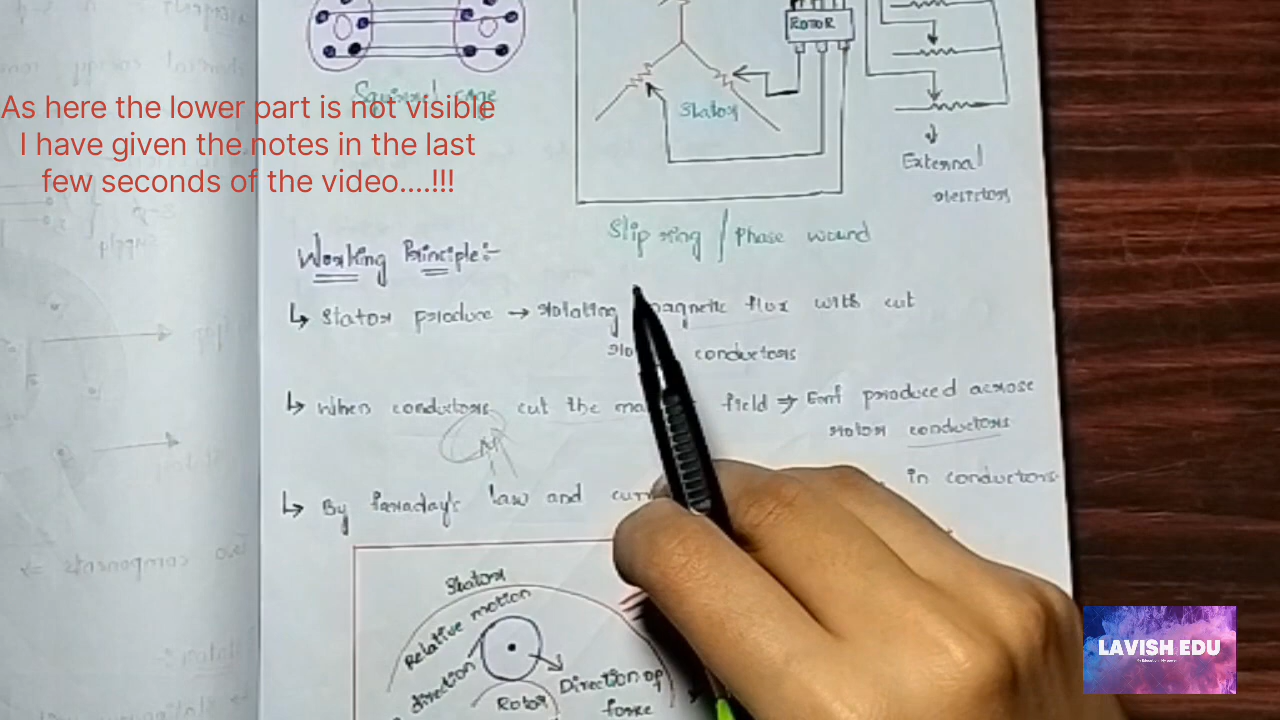 ROTOR
Squirrel cage
Stator
External
resistors
As here the lower part is not visible
I have given the notes in the last
few seconds of the video....!!!
Slip ring / Phase wound
Working Principle:-
↳ Stator produce → rotating magnetic flux with cut
conductors
↳ When conductors cut the field ⇒ Emf produced across
rotor conductors
↳ By faraday's law and in conductors
Stator
Relative motion
direction
Rotor
Direction of
force
LAVISH EDU